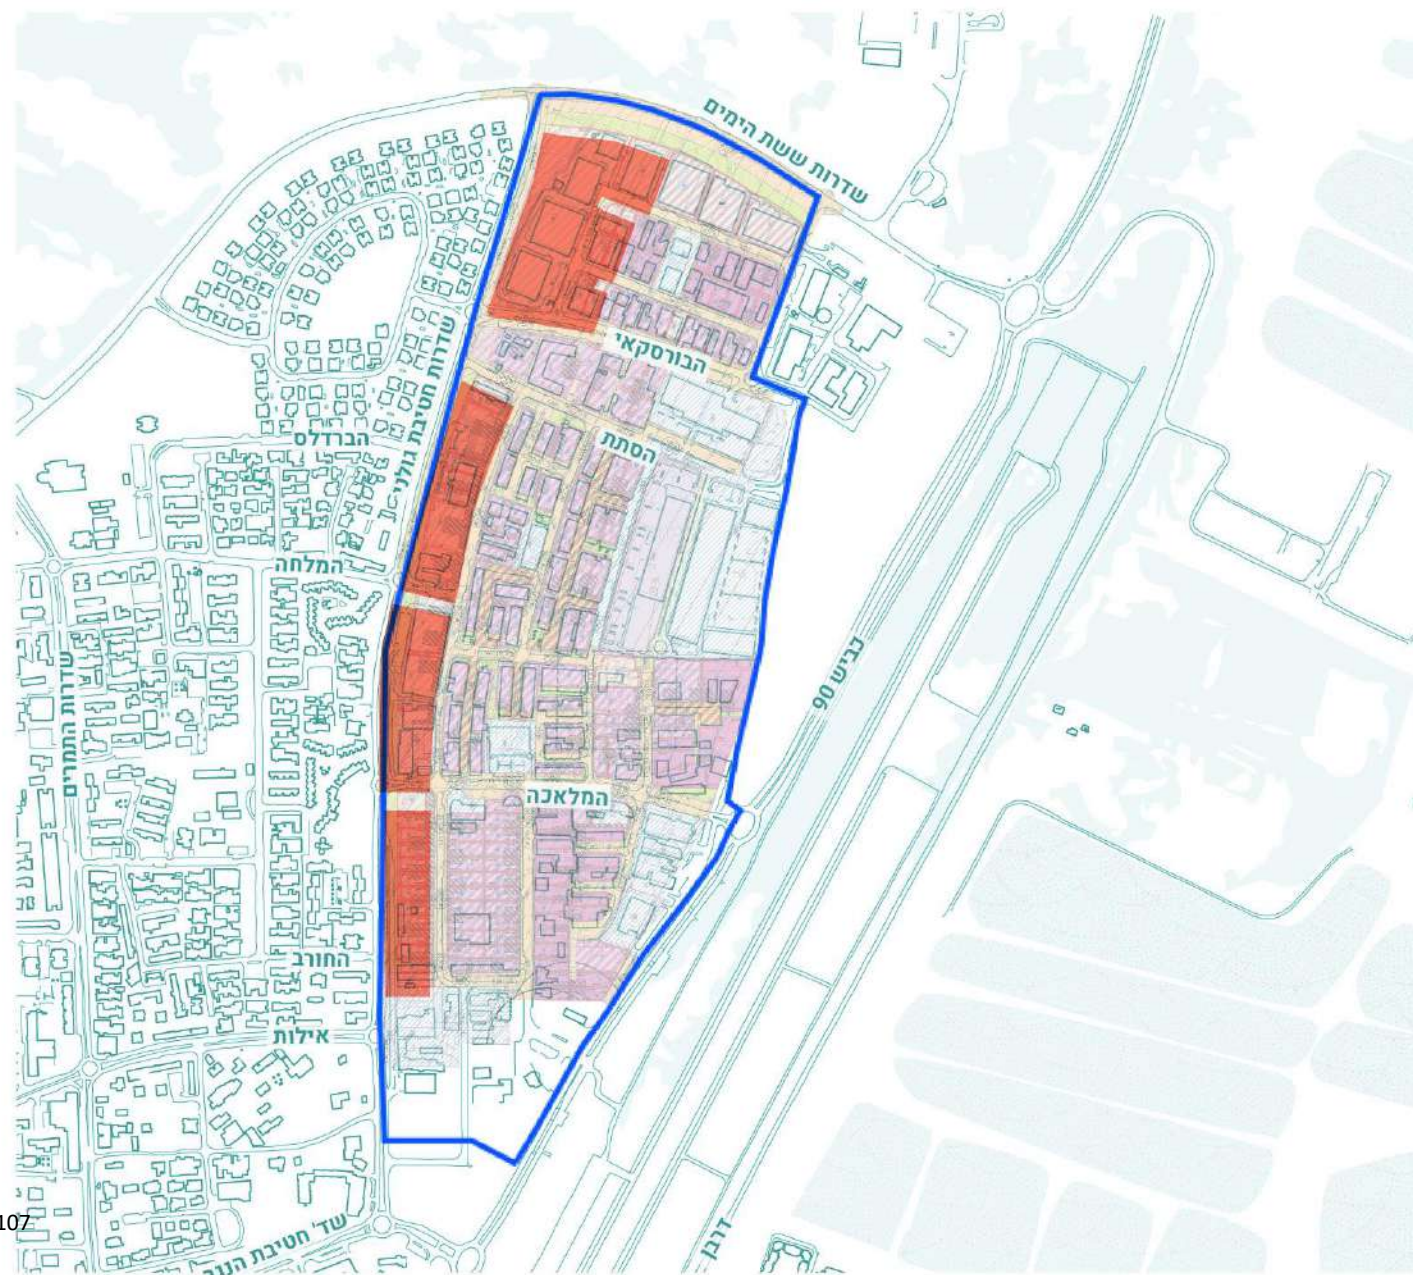 שדרות ששת הימים
שדרות חטיבת גולני
הבורסקאי
הברדלס
הסתת
המלחה
כביש 90
שדרות התמרים
המלאכה
החורב
אילות
107
שד' חטיבת הנגב
דרבן